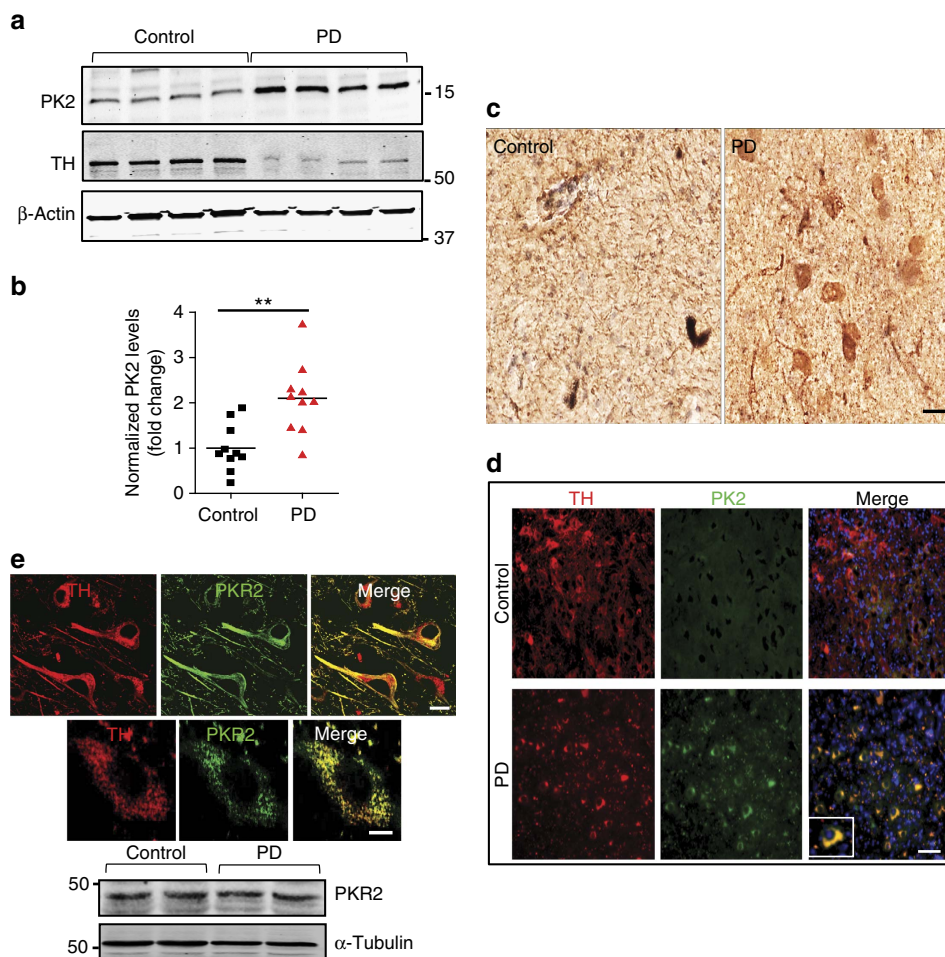 a
Control PD
PK2
15
TH
50
β-Actin
37
b
**
Normalized PK2 levels
(fold change)
4
3
2
1
0
Control PD
c
Control PD
d
TH PK2 Merge
Control
PD
e
TH PKR2 Merge
TH PKR2 Merge
Control PD
50
PKR2
50
α-Tubulin